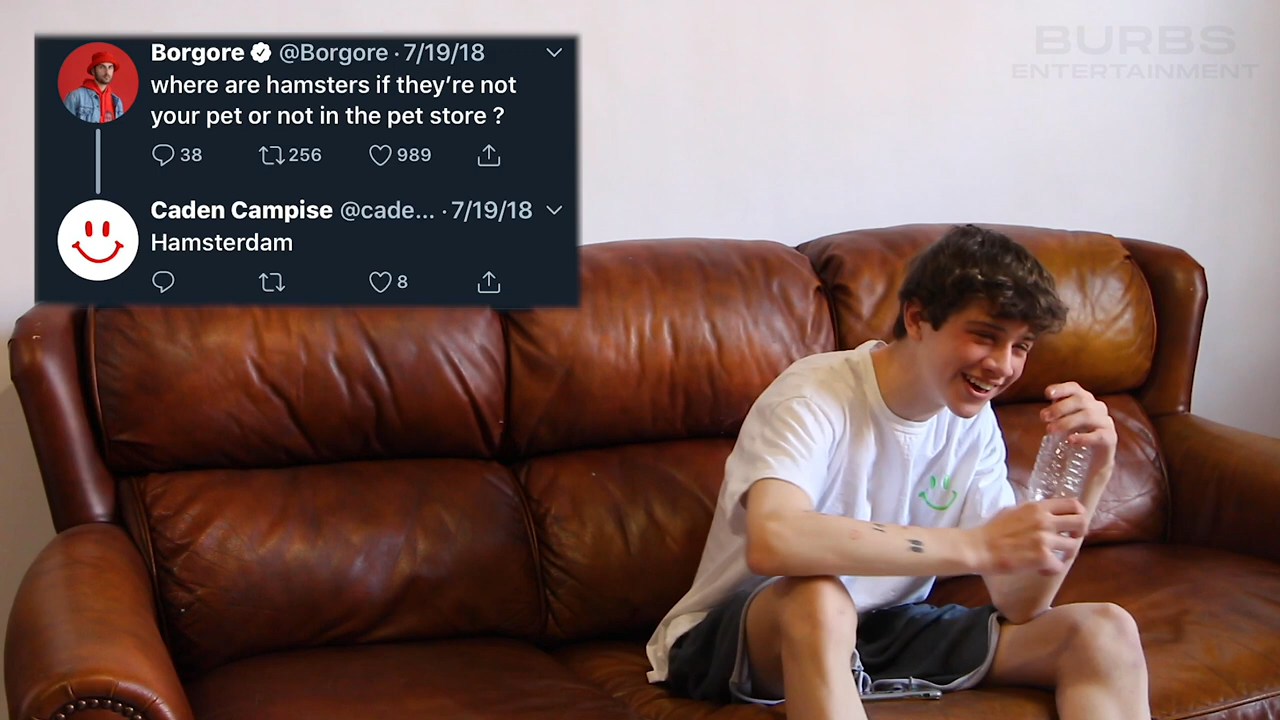 BURBS
ENTERTAINMENT
Borgore @Borgore · 7/19/18
where are hamsters if they’re not
your pet or not in the pet store ?
38 256 989
Caden Campise @cade... · 7/19/18
Hamsterdam
8